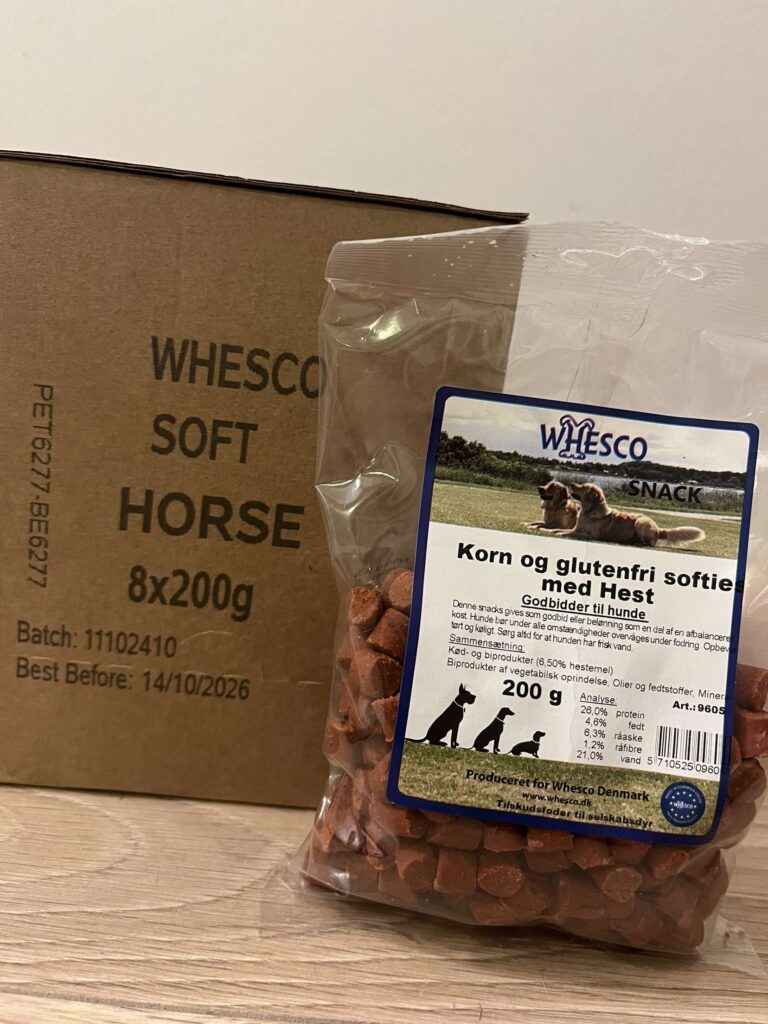 WHESCO
SOFT
HORSE
8x200g
PET6277-BE6277
Batch: 11102410
Best Before: 14/10/2026
WHESCO
SNACK
Korn og glutenfri softies
med Hest
Godbidder til hunde
Denne snacks gives som godbid eller belønning som en del af en afbalancere
kost. Hunde bør under alle omstændigheder overvåges under fodring. Opbev
tørt og køligt. Sørg altid for at hunden har frisk vand.
Sammensætning:
Kød- og biprodukter (6,50% hestemel)
Biprodukter af vegetabilsk oprindelse, Olier og fedtstoffer, Minera
200 g
Art.:9605
Analyse:
26,0% protein
4,6% fedt
6,3% råaske
1,2% råfibre
21,0% vand
5 710525 0960
Produceret for Whesco Denmark
www.whesco.dk
Tilskudsfoder til selskabsdyr
WHESCO